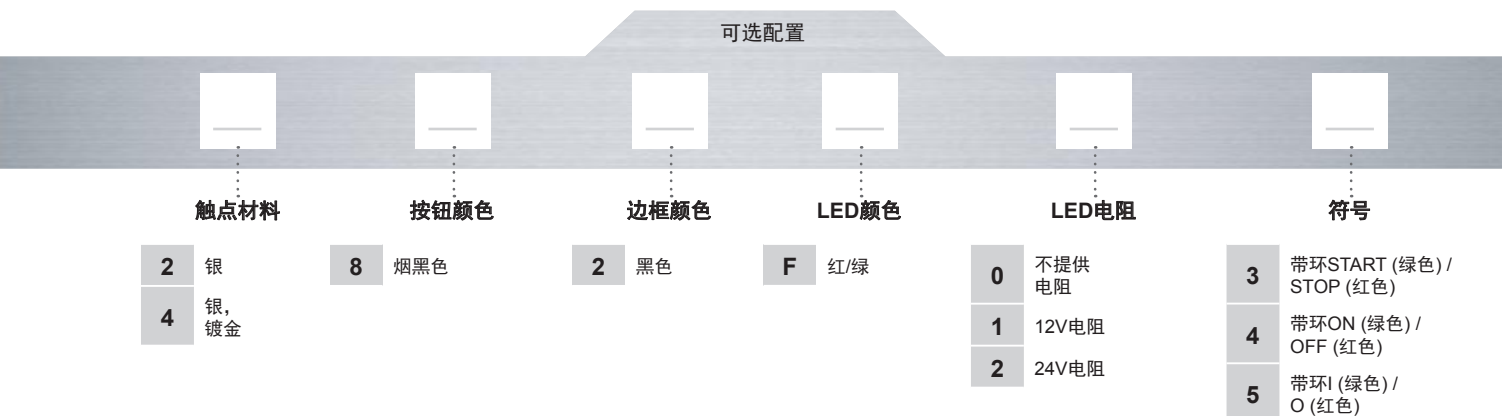 可选配置
触点材料
按钮颜色
边框颜色
LED颜色
LED电阻
符号
2 银
4 银，
镀金
8 烟黑色
2 黑色
F 红/绿
0 不提供
电阻
1 12V电阻
2 24V电阻
3 带环START (绿色) /
STOP (红色)
4 带环ON (绿色) /
OFF (红色)
5 带环I (绿色) /
O (红色)